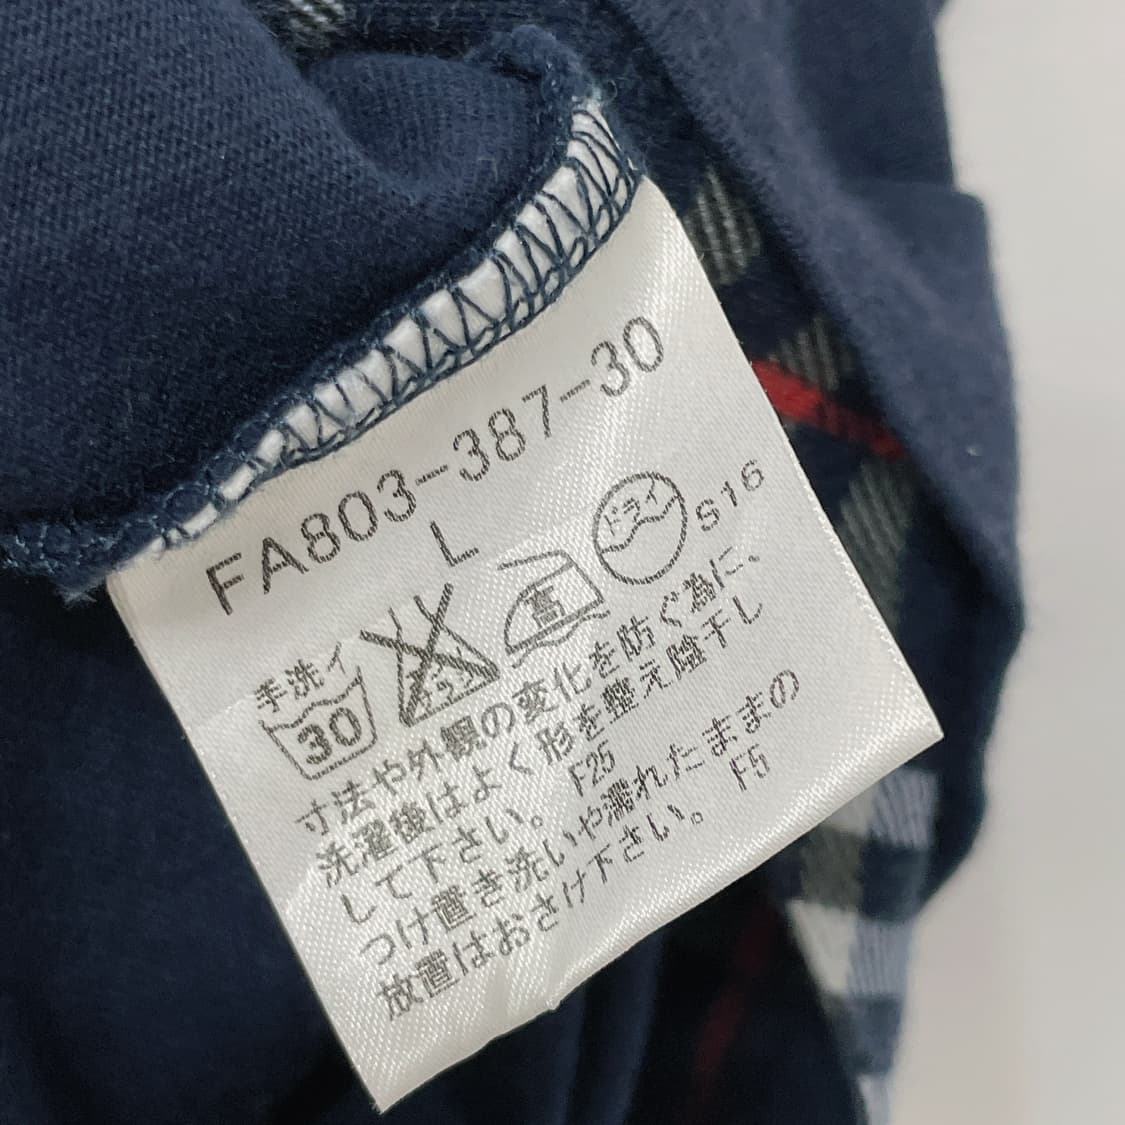 FA803-387-30
L
手洗イ
30
エンソサラシ
高
ドライ
S16
寸法や外観の変化を防ぐ為に、
洗濯後はよく形を整え陰干し
して下さい。 F25
つけ置き洗いや濡れたままの
放置はおさけ下さい。 F5